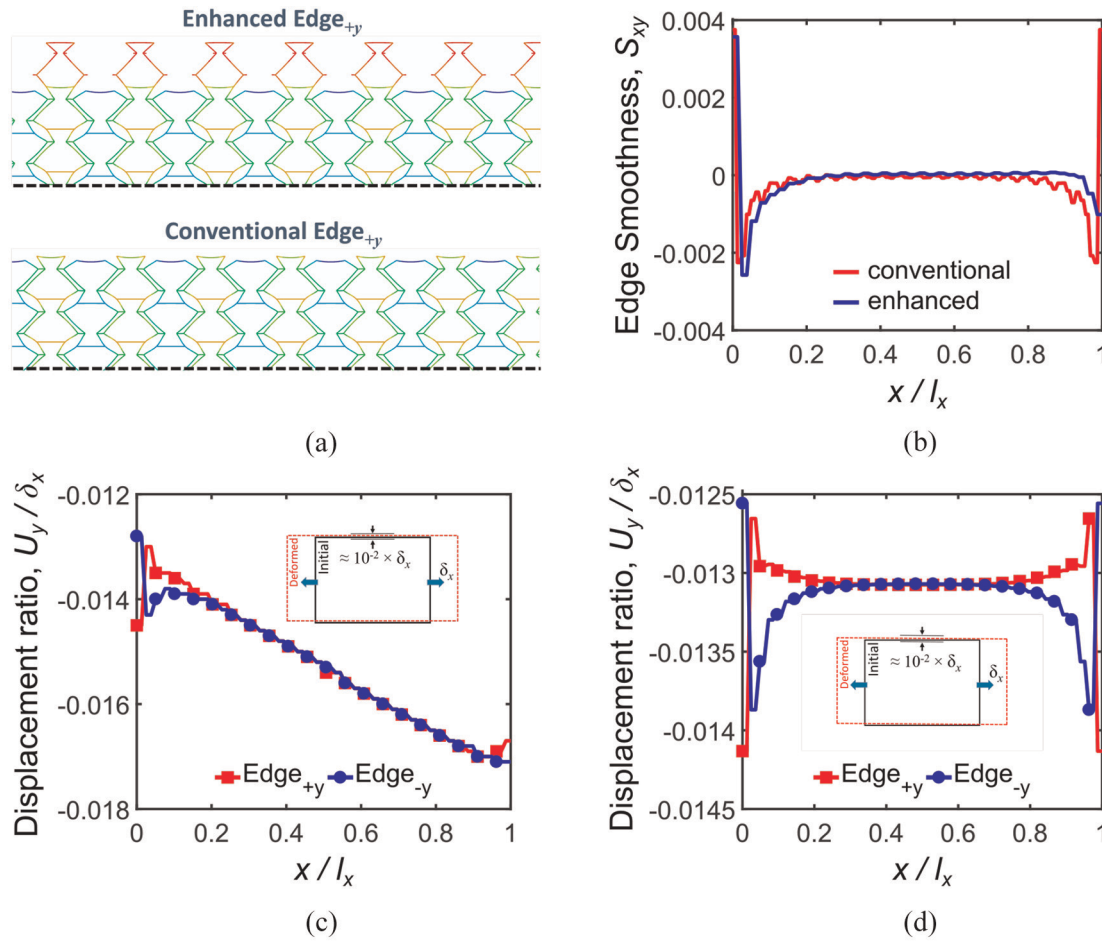 Enhanced Edge+y
Conventional Edge+y
(a)
Edge Smoothness, Sxy
0.004
0.002
0
-0.002
-0.004
conventional
enhanced
0 0.2 0.4 0.6 0.8 1
x / lx
(b)
Displacement ratio, Uy / δx
-0.012
-0.014
-0.016
-0.018
Deformed
Initial
≈ 10-2 × δx
δx
Edge+y Edge-y
0 0.2 0.4 0.6 0.8 1
x / lx
(c)
Displacement ratio, Uy / δx
-0.0125
-0.013
-0.0135
-0.014
-0.0145
Deformed
Initial
≈ 10-2 × δx
δx
Edge+y Edge-y
0 0.2 0.4 0.6 0.8 1
x / lx
(d)